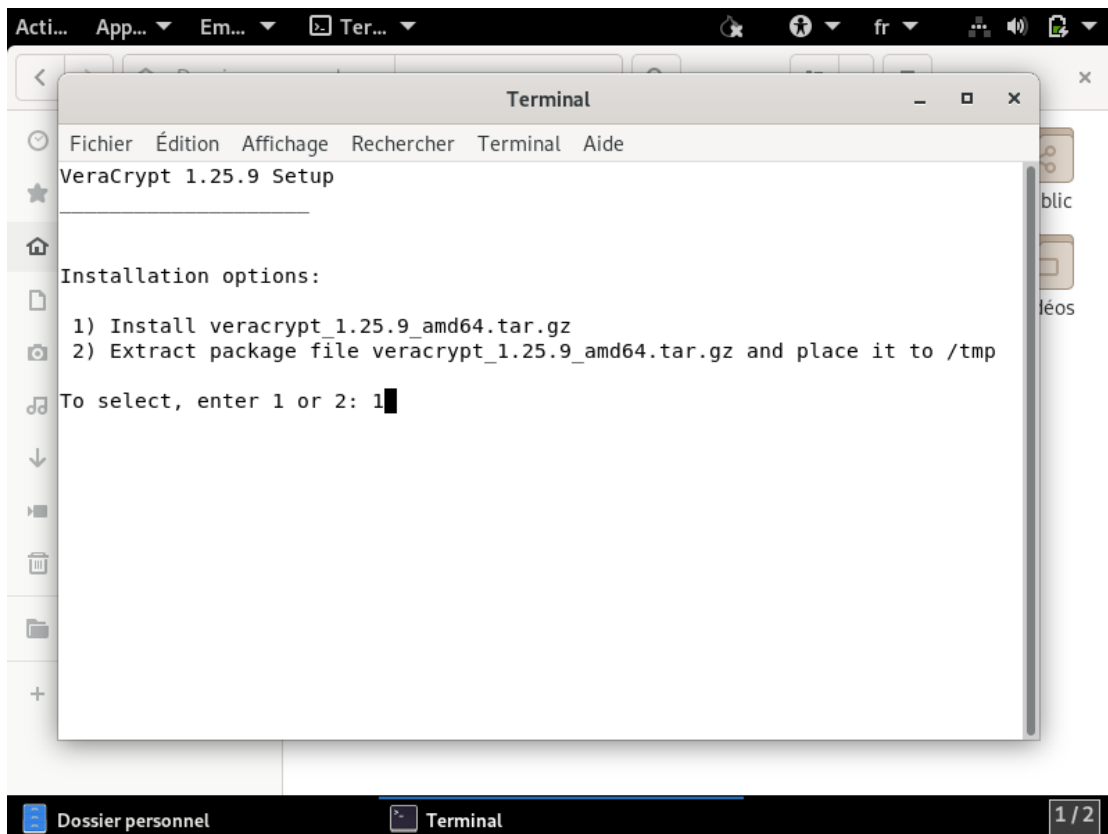 Acti... App... Em... Ter... fr
Terminal
Fichier Édition Affichage Rechercher Terminal Aide
VeraCrypt 1.25.9 Setup
____________________
Installation options:
1) Install veracrypt_1.25.9_amd64.tar.gz
2) Extract package file veracrypt_1.25.9_amd64.tar.gz and place it to /tmp
To select, enter 1 or 2: 1
blic
déos
Dossier personnel Terminal 1/2